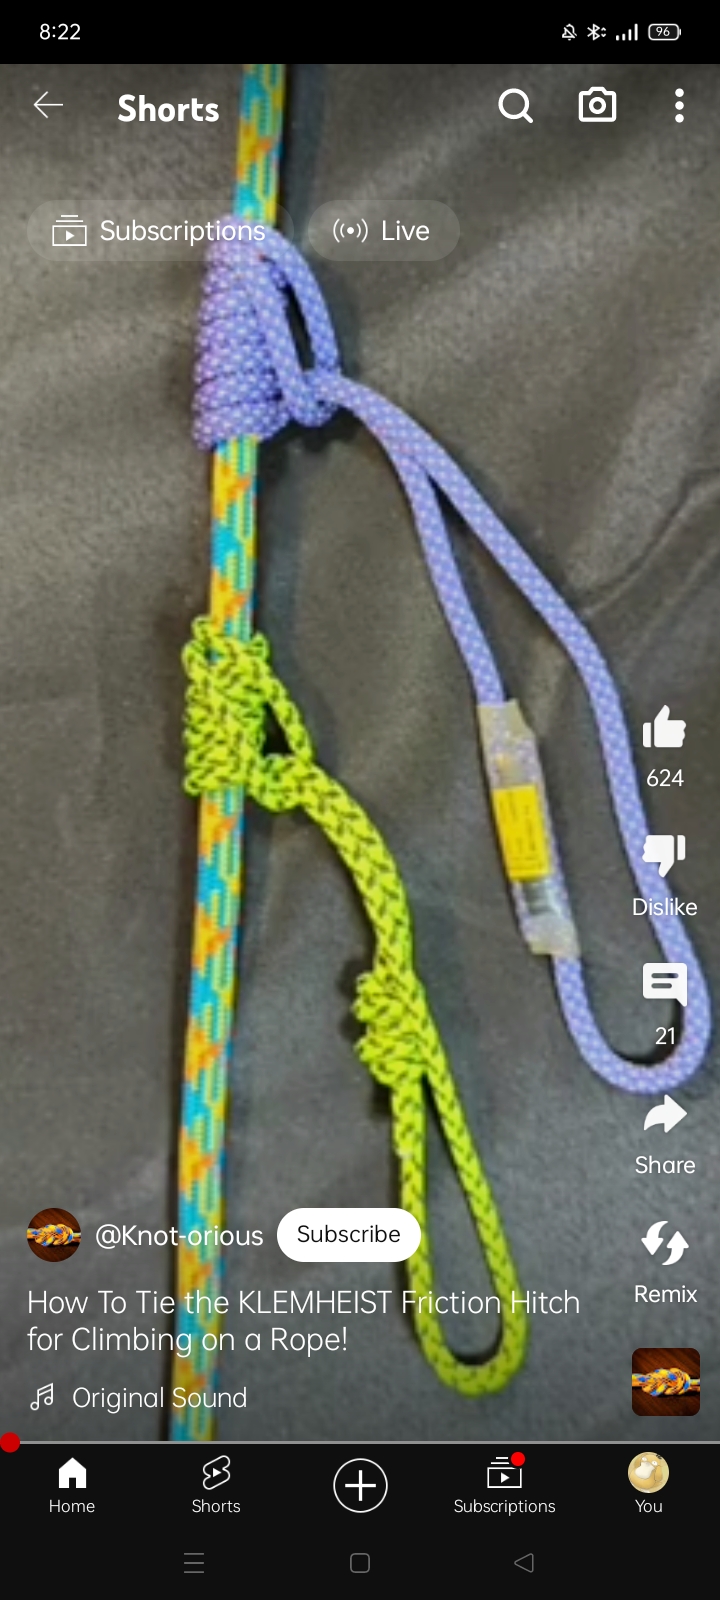 8:22
96
Shorts
Subscriptions
Live
624
Dislike
21
Share
@Knot-orious
Subscribe
Remix
How To Tie the KLEMHEIST Friction Hitch
for Climbing on a Rope!
Original Sound
Home
Shorts
Subscriptions
You